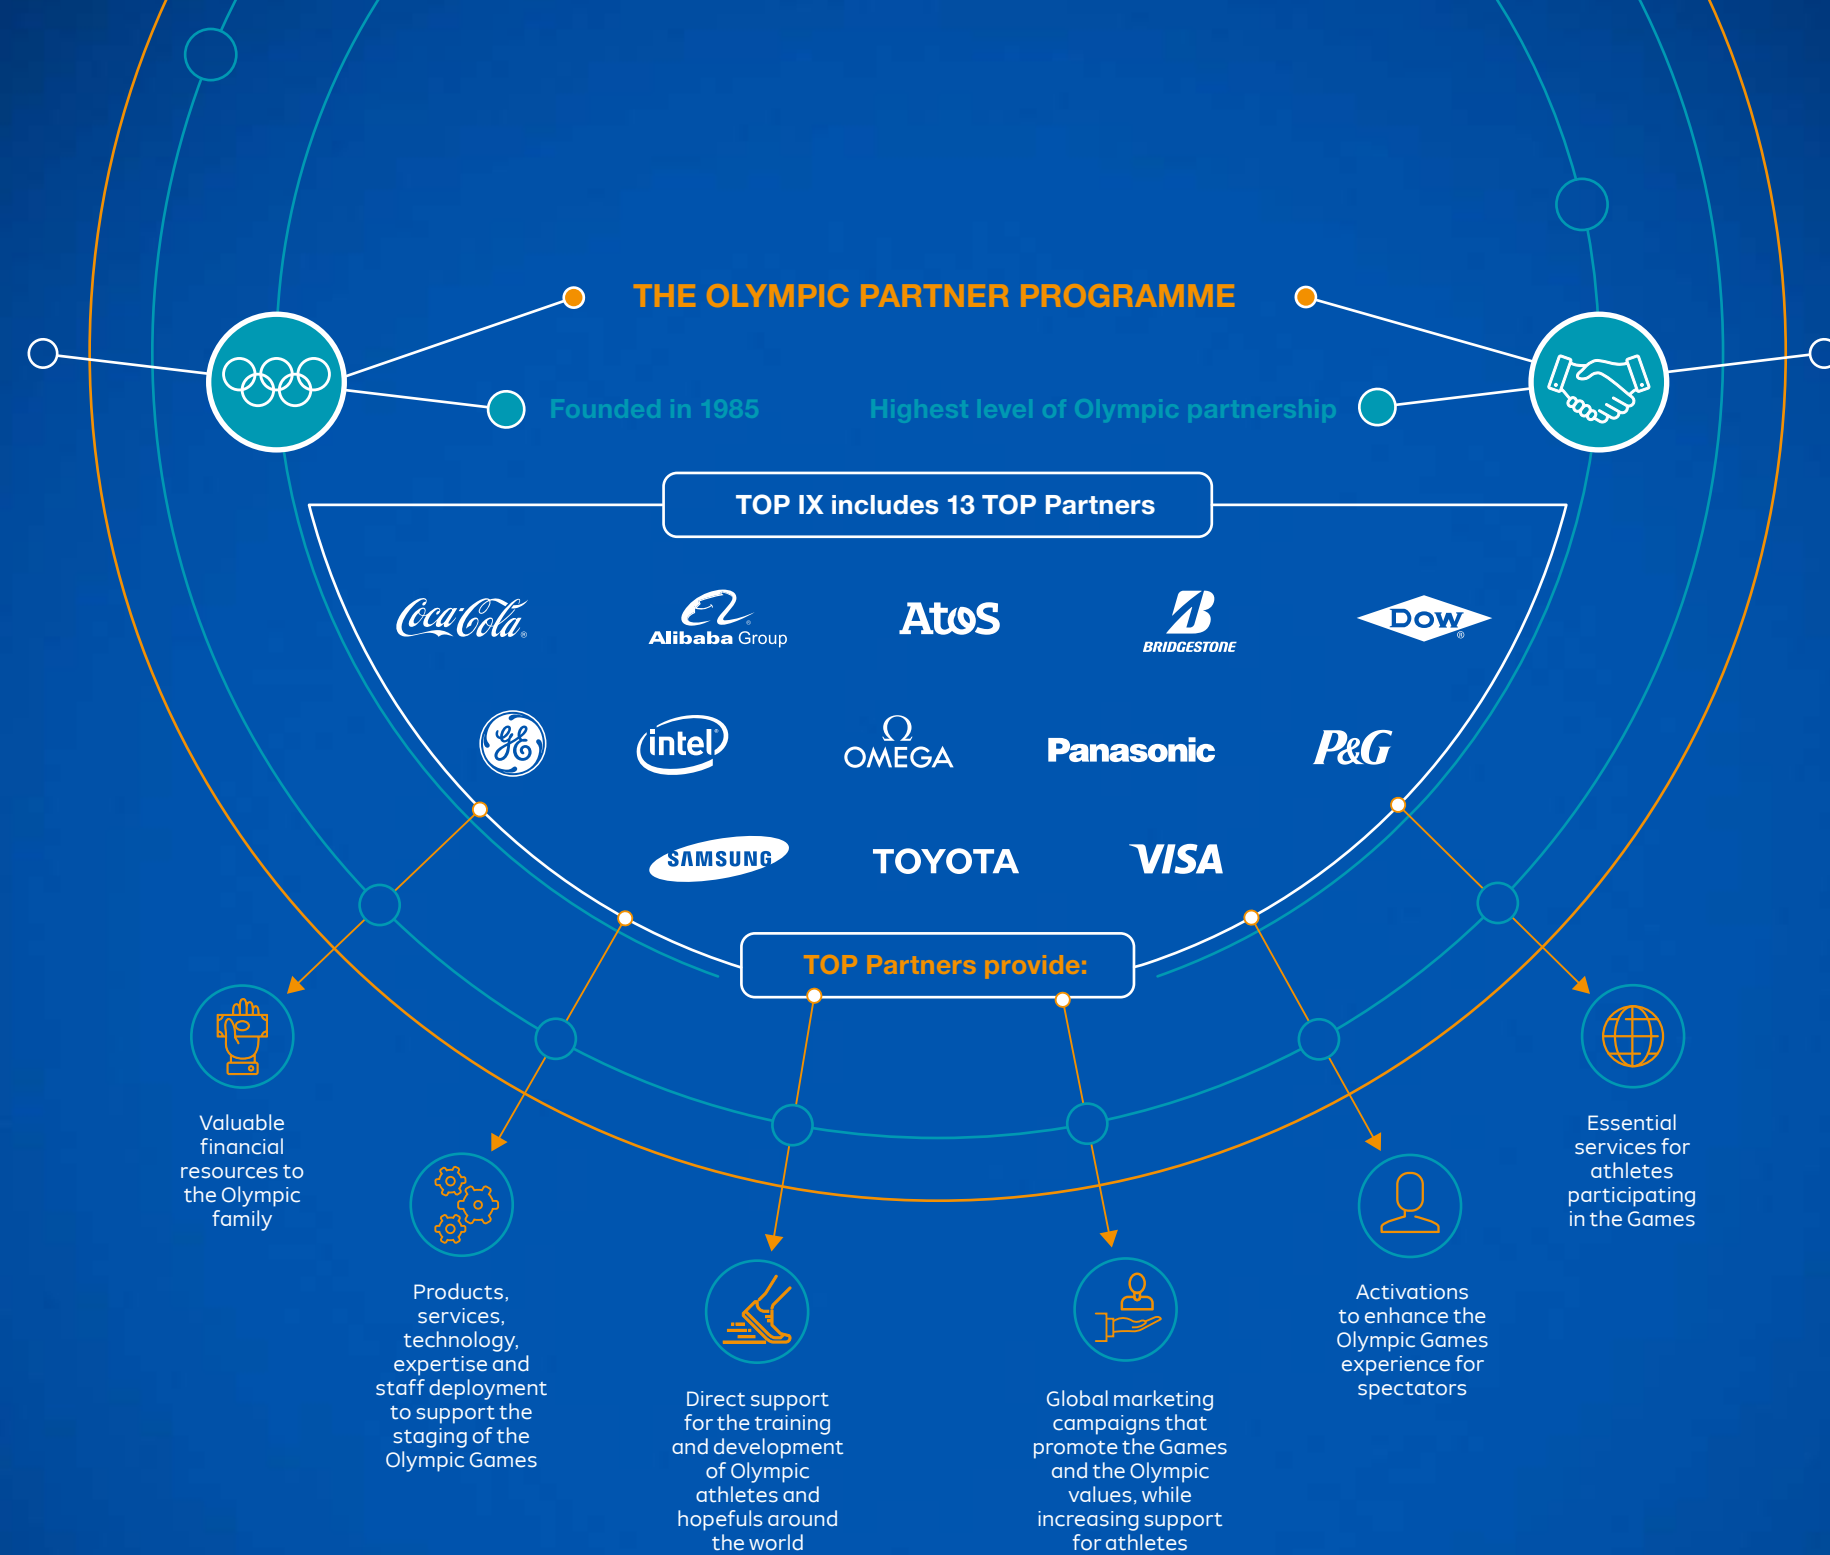 THE OLYMPIC PARTNER PROGRAMME
Founded in 1985
Highest level of Olympic partnership
TOP IX includes 13 TOP Partners
Coca-Cola®
Alibaba Group®
Atos
BRIDGESTONE
DOW®
GE
intel®
Ω
OMEGA
Panasonic
P&G
SAMSUNG
TOYOTA
VISA
TOP Partners provide:
Valuable
financial
resources to
the Olympic
family
Products,
services,
technology,
expertise and
staff deployment
to support the
staging of the
Olympic Games
Direct support
for the training
and development
of Olympic
athletes and
hopefuls around
the world
Global marketing
campaigns that
promote the Games
and the Olympic
values, while
increasing support
for athletes
Activations
to enhance the
Olympic Games
experience for
spectators
Essential
services for
athletes
participating
in the Games